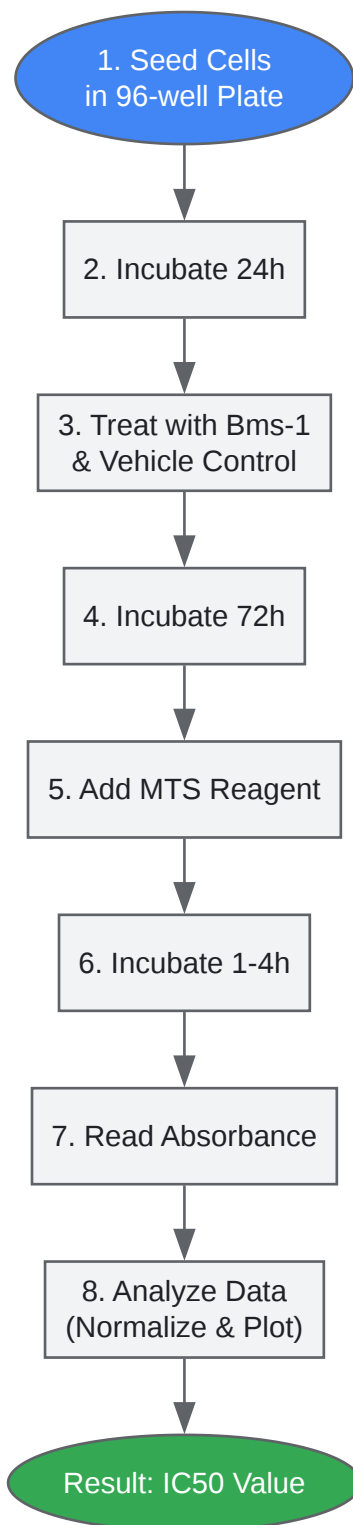 1. Seed Cells
in 96-well Plate
2. Incubate 24h
3. Treat with Bms-1
& Vehicle Control
4. Incubate 72h
5. Add MTS Reagent
6. Incubate 1-4h
7. Read Absorbance
8. Analyze Data
(Normalize & Plot)
Result: IC50 Value